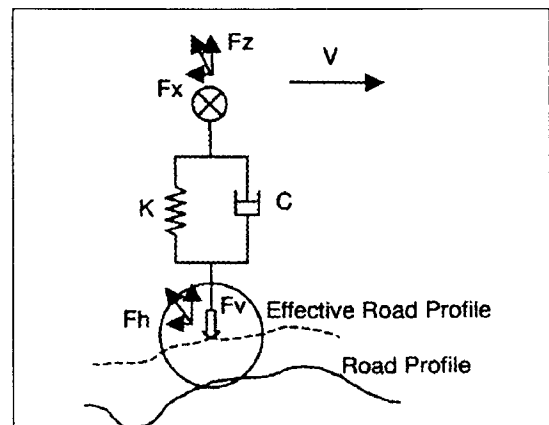 Fz
V
Fx
K
C
Fv
Fh
Effective Road Profile
Road Profile